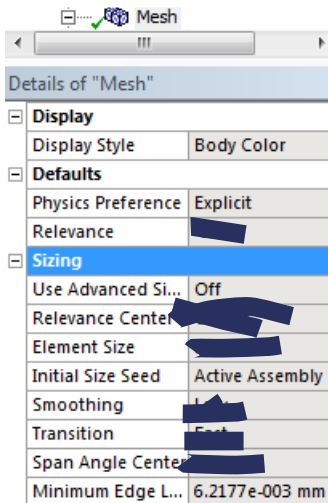 Mesh
Details of "Mesh"
Display
Display Style Body Color
Defaults
Physics Preference Explicit
Relevance
Sizing
Use Advanced Si... Off
Relevance Center
Element Size
Initial Size Seed Active Assembly
Smoothing
Transition
Span Angle Center
Minimum Edge L... 6.2177e-003 mm